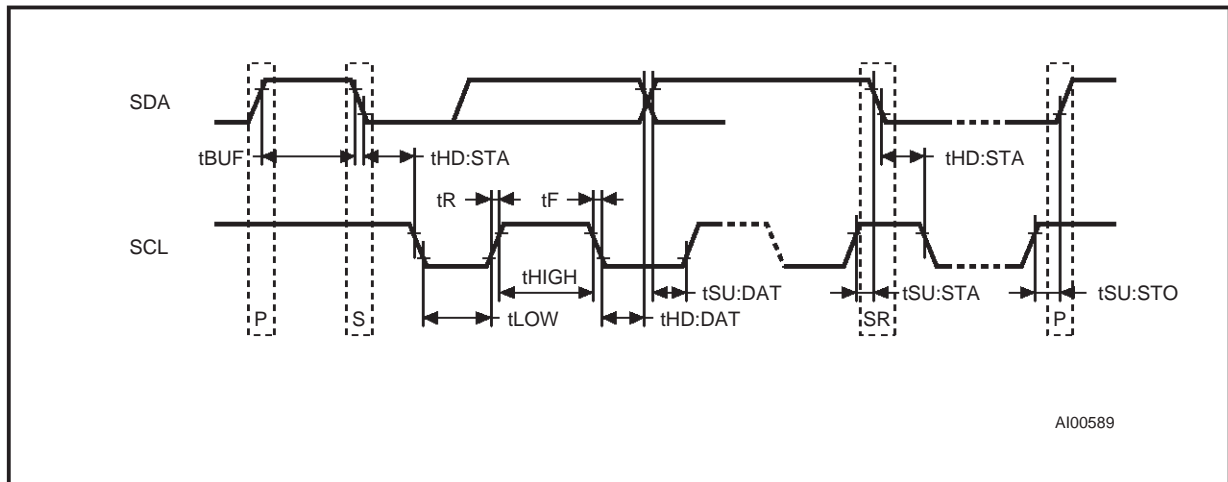 SDA
tBUF
tHD:STA
tHD:STA
tR
tF
SCL
tHIGH
tSU:DAT
tSU:STA
tSU:STO
P
S
tLOW
tHD:DAT
SR
P
AI00589